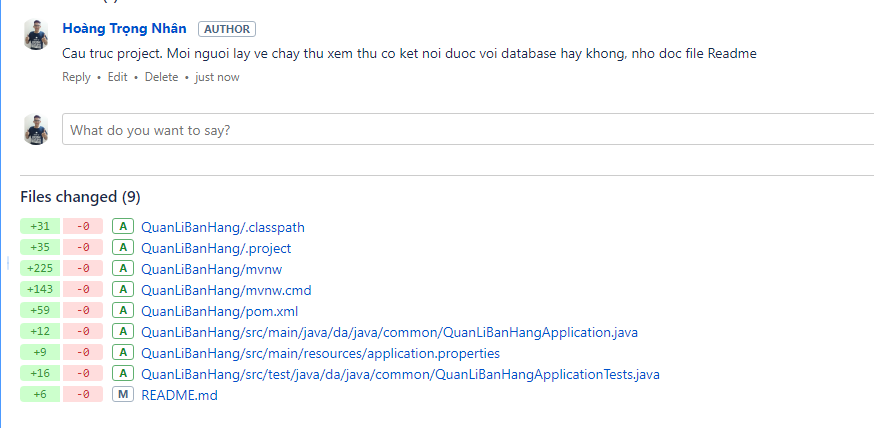 Hoàng Trọng Nhân AUTHOR
Cau truc project. Moi nguoi lay ve chay thu xem thu co ket noi duoc voi database hay khong, nho doc file Readme
Reply • Edit • Delete • just now
What do you want to say?
Files changed (9)
+31 -0 A QuanLiBanHang/.classpath
+35 -0 A QuanLiBanHang/.project
+225 -0 A QuanLiBanHang/mvnw
+143 -0 A QuanLiBanHang/mvnw.cmd
+59 -0 A QuanLiBanHang/pom.xml
+12 -0 A QuanLiBanHang/src/main/java/da/java/common/QuanLiBanHangApplication.java
+9 -0 A QuanLiBanHang/src/main/resources/application.properties
+16 -0 A QuanLiBanHang/src/test/java/da/java/common/QuanLiBanHangApplicationTests.java
+6 -0 M README.md